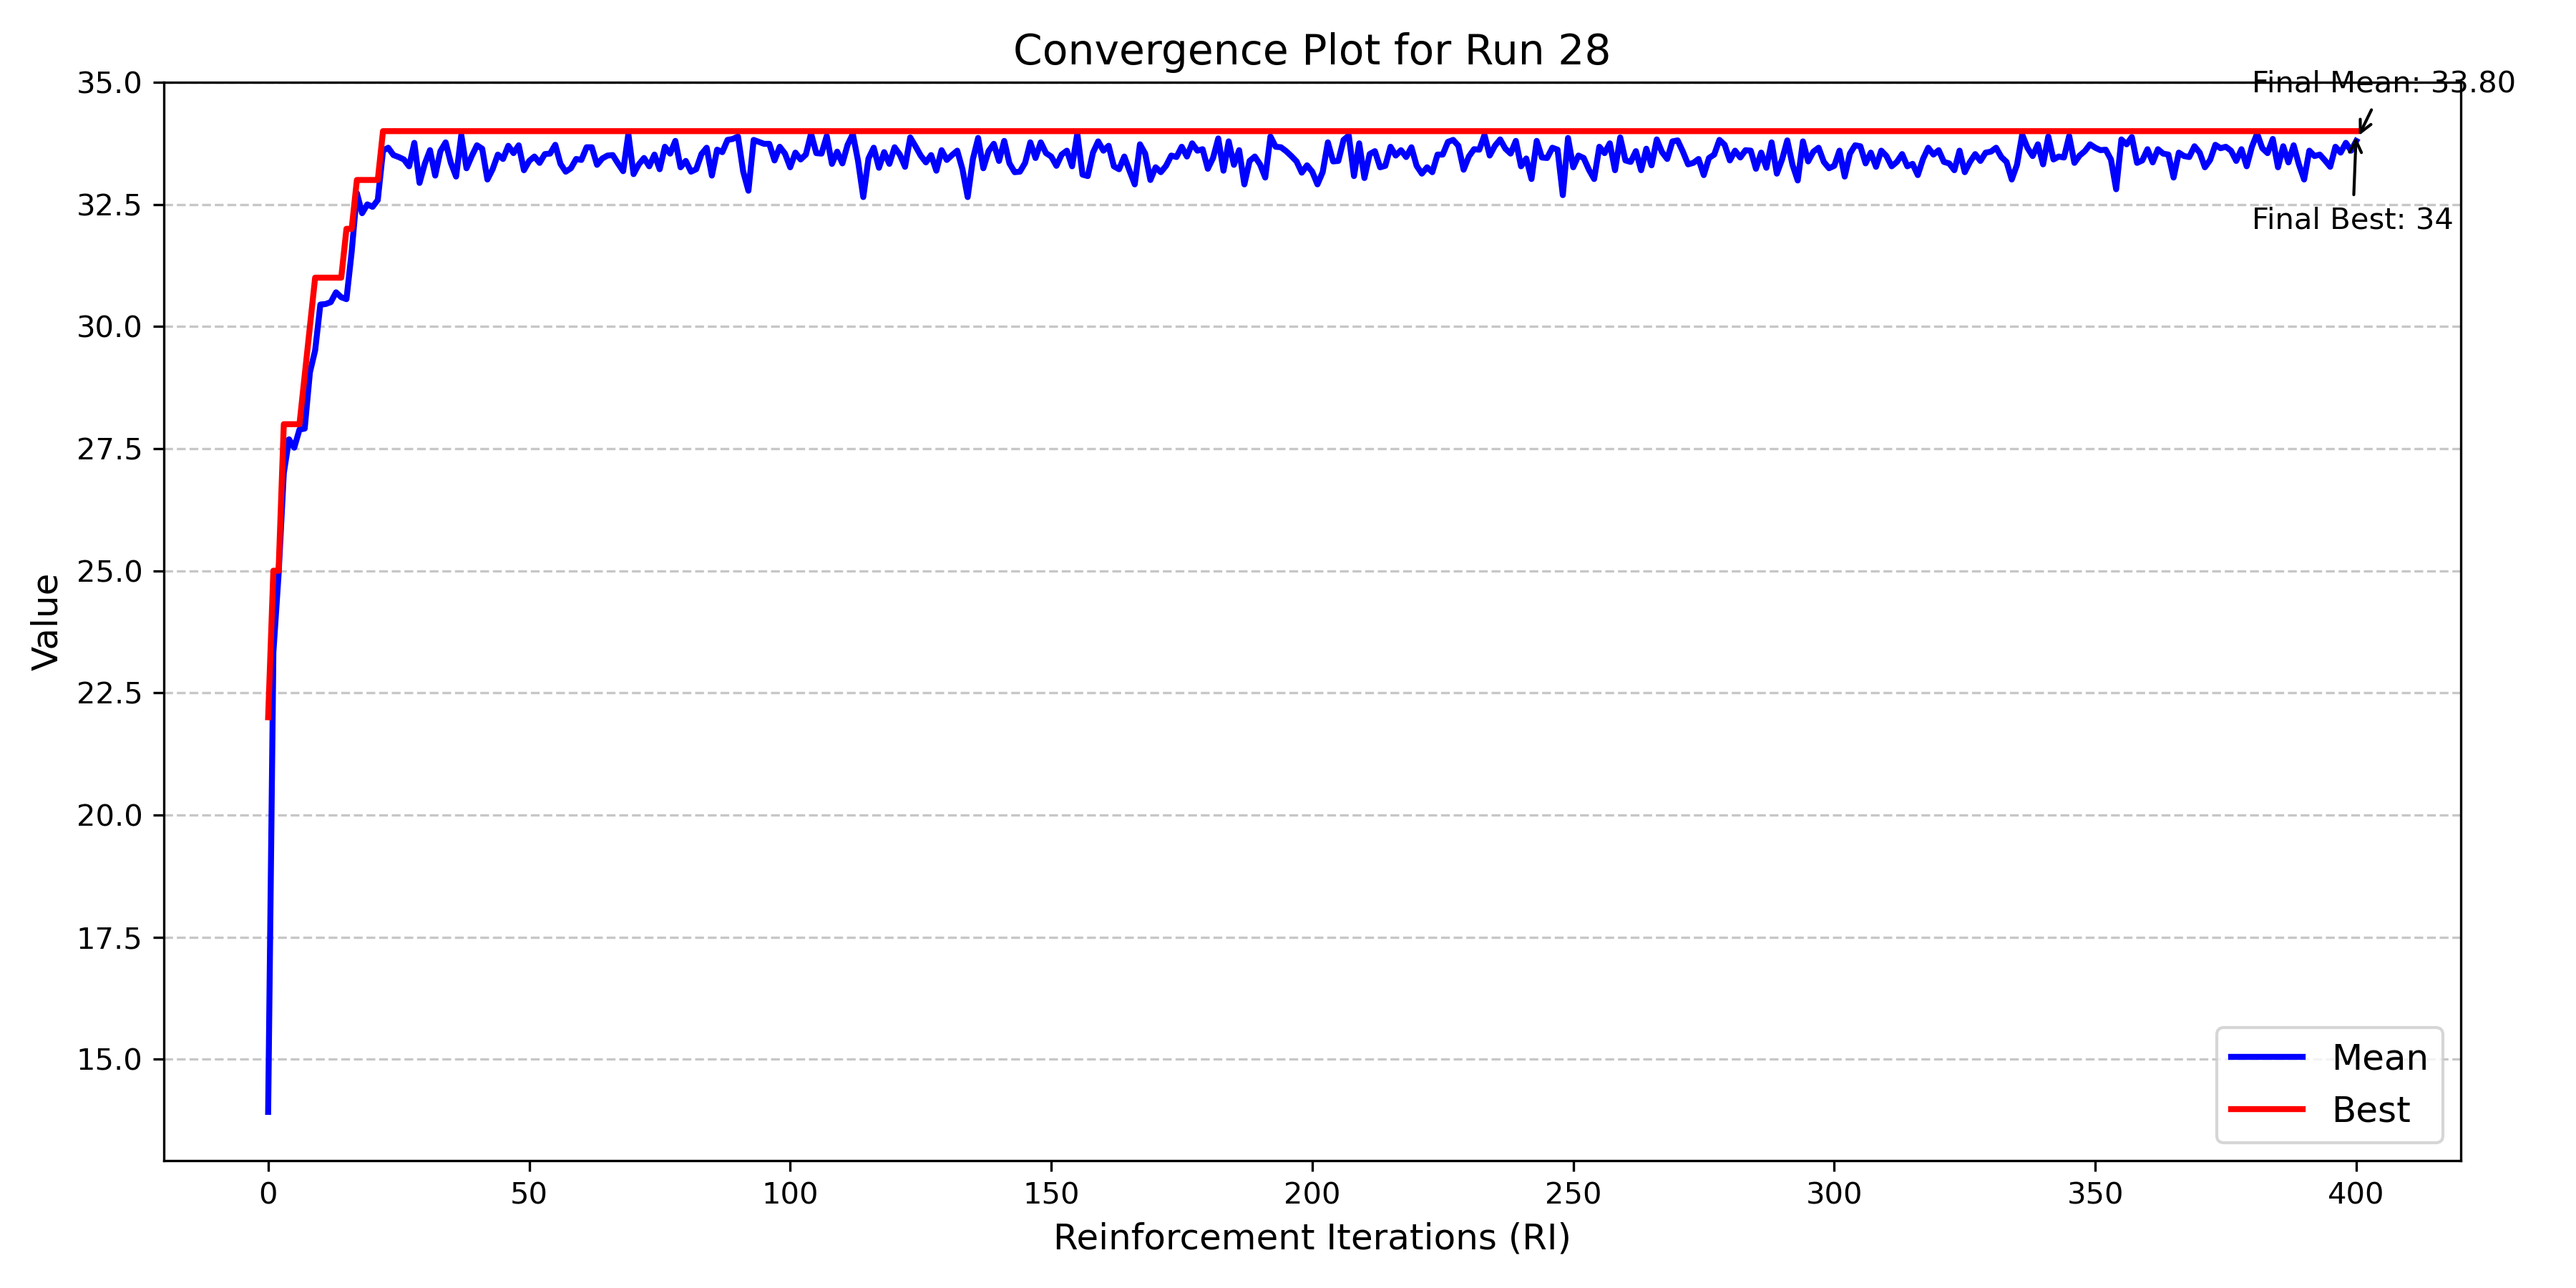 Convergence Plot for Run 28
Final Mean: 33.80
Final Best: 34
35.0
32.5
30.0
27.5
25.0
22.5
20.0
17.5
15.0
Value
0 50 100 150 200 250 300 350 400
Reinforcement Iterations (RI)
Mean
Best